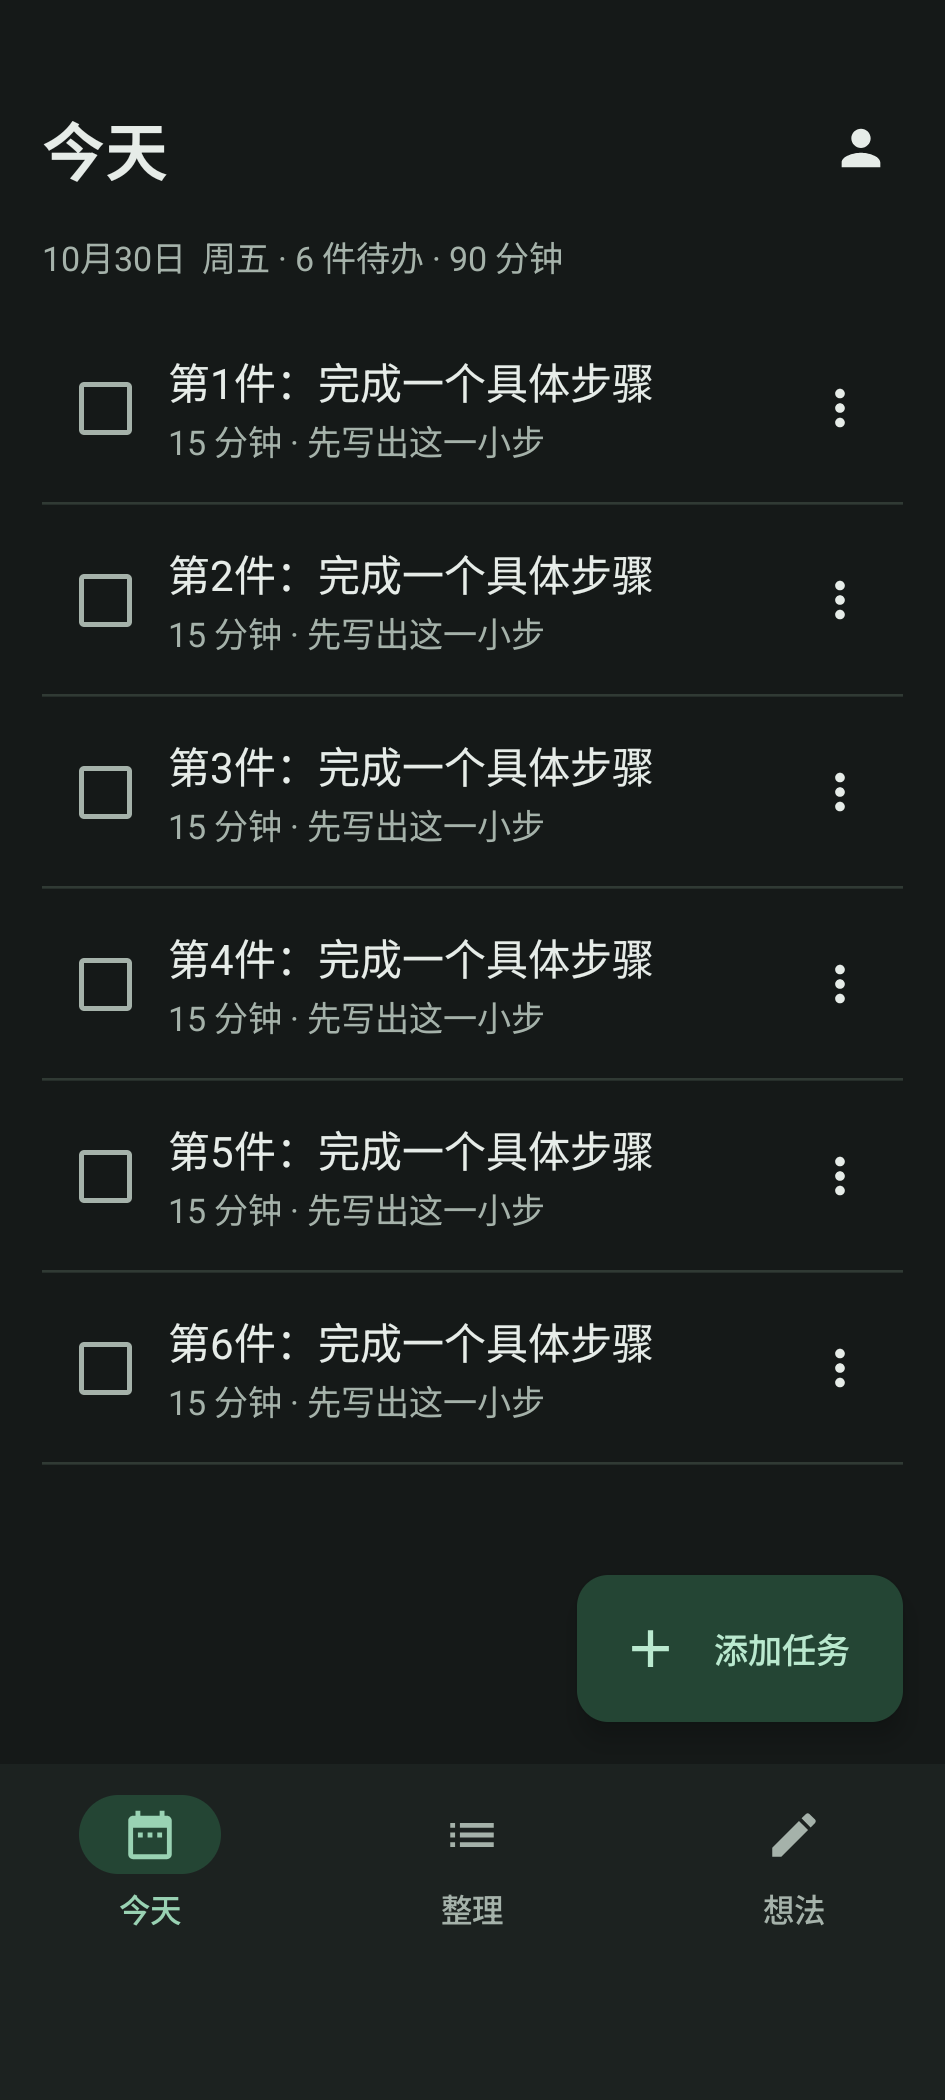 今天
10月30日 周五 · 6 件待办 · 90 分钟
第1件：完成一个具体步骤
15 分钟 · 先写出这一小步
第2件：完成一个具体步骤
15 分钟 · 先写出这一小步
第3件：完成一个具体步骤
15 分钟 · 先写出这一小步
第4件：完成一个具体步骤
15 分钟 · 先写出这一小步
第5件：完成一个具体步骤
15 分钟 · 先写出这一小步
第6件：完成一个具体步骤
15 分钟 · 先写出这一小步
添加任务
今天
整理
想法